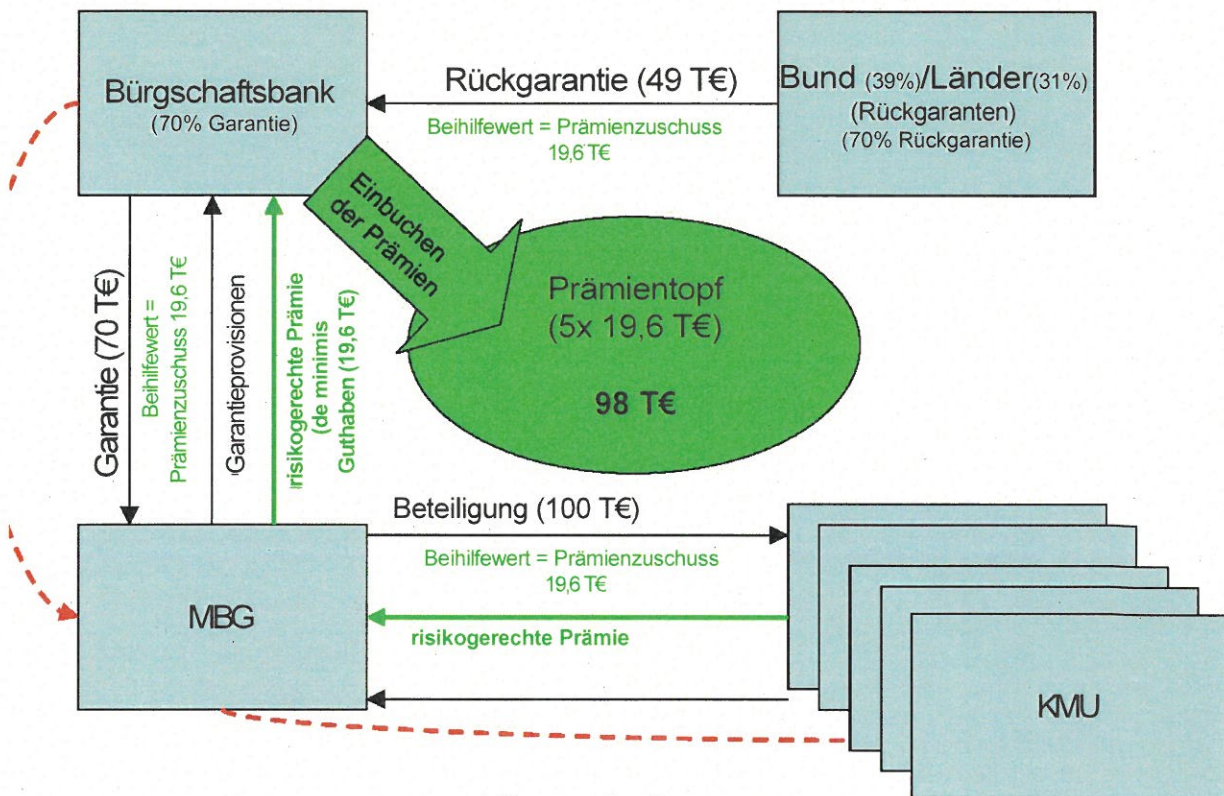 Bürgschaftsbank
(70% Garantie)
Rückgarantie (49 T€)
Beihilfewert = Prämienzuschuss
19,6 T€
Bund (39%)/Länder(31%)
(Rückgaranten)
(70% Rückgarantie)
Einbuchen
der Prämien
Prämientopf
(5x 19,6 T€)
98 T€
Garantie (70 T€)
Beihilfewert =
Prämienzuschuss 19,6 T€
Garantieprovisionen
risikogerechte Prämie
(de minimis
Guthaben (19,6 T€)
Beteiligung (100 T€)
Beihilfewert = Prämienzuschuss
19,6 T€
risikogerechte Prämie
MBG
KMU